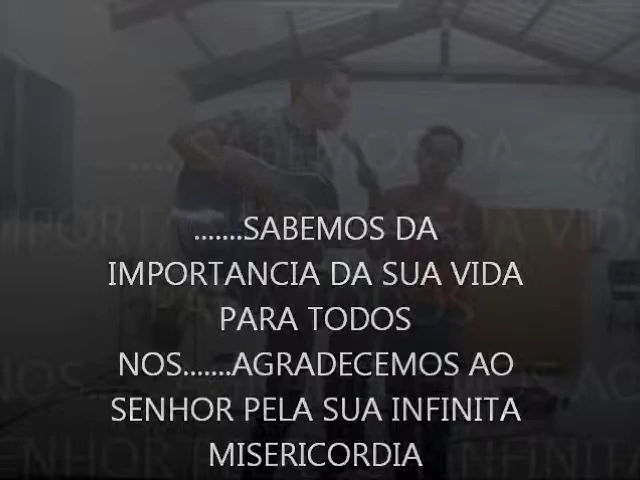 .......SABEMOS DA
IMPORTANCIA DA SUA VIDA
PARA TODOS
NOS.......AGRADECEMOS AO
SENHOR PELA SUA INFINITA
MISERICORDIA